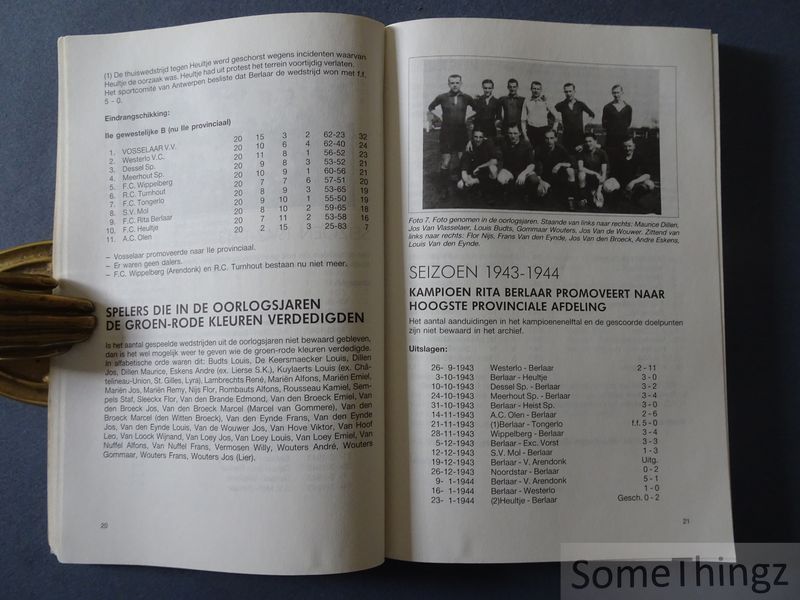 (1) De thuiswedstrijd tegen Heultje werd geschorst wegens incidenten waarvan
Heultje de oorzaak was. Heultje had uit protest het terrein voortijdig verlaten.
Het sportcomité van Antwerpen besliste dat Berlaar de wedstrijd won met f.f.
5 - 0.
Eindrangschikking:
IIe gewestelijke B (nu IIe provinciaal)
1. VOSSELAAR V.V. 20 15 3 2 62-23 32
2. Westerlo V.C. 20 10 6 4 62-40 24
3. Dessel Sp. 20 11 8 1 56-52 23
4. Meerhout Sp. 20 9 8 3 53-52 21
5. F.C. Wippelberg 20 10 9 1 60-56 21
6. R.C. Turnhout 20 7 7 6 57-51 20
7. F.C. Tongerlo 20 8 9 3 53-65 19
8. S.V. Mol 20 9 10 1 55-50 19
9. F.C. Rita Berlaar 20 8 10 2 59-65 18
10. F.C. Heultje 20 7 11 2 53-58 16
11. A.C. Olen 20 2 15 3 25-83 7
– Vosselaar promoveerde naar IIe provinciaal.
– Er waren geen dalers.
– F.C. Wippelberg (Arendonk) en R.C. Turnhout bestaan nu niet meer.
SPELERS DIE IN DE OORLOGSJAREN
DE GROEN-RODE KLEUREN VERDEDIGDEN
Is het aantal gespeelde wedstrijden uit de oorlogsjaren niet bewaard gebleven,
dan is het wel mogelijk weer te geven wie de groen-rode kleuren verdedigde.
In alfabetische orde waren dit: Budts Louis, De Keersmaecker Louis, Dillen
Jos, Dillen Maurice, Eskens Andre (ex. Lierse S.K.), Kuylaerts Louis (ex. Châ-
telineau-Union, St. Gilles, Lyra), Lambrechts René, Mariën Alfons, Mariën Emiel,
Mariën Jos, Mariën Remy, Nijs Flor, Rombauts Alfons, Rousseau Kamiel, Sem-
pels Staf, Sleeckx Flor, Van den Brande Edmond, Van den Broeck Emiel, Van
den Broeck Jos, Van den Broeck Marcel (Marcel van Gommere), Van den
Broeck Marcel (den Witten Broeck), Van den Eynde Frans, Van den Eynde
Jos, Van den Eynde Louis, Van de Wouwer Jos, Van Hove Viktor, Van Hoof
Leo, Van Loock Wijnand, Van Loey Jos, Van Loey Louis, Van Loey Emiel, Van
Nuffel Alfons, Van Nuffel Frans, Vermosen Willy, Wouters André, Wouters
Gommaar, Wouters Frans, Wouters Jos (Lier).
20
Foto 7. Foto genomen in de oorlogsjaren. Staande van links naar rechts: Maurice Dillen,
Jos Van Vlasselaer, Louis Budts, Gommaar Wouters, Jos Van de Wouwer. Zittend van
links naar rechts: Flor Nijs, Frans Van den Eynde, Jos Van den Broeck, Andre Eskens,
Louis Van den Eynde.
SEIZOEN 1943-1944
KAMPIOEN RITA BERLAAR PROMOVEERT NAAR
HOOGSTE PROVINCIALE AFDELING
Het aantal aanduidingen in het kampioenenelftal en de gescoorde doelpunten
zijn niet bewaard in het archief.
Uitslagen:
26- 9-1943 Westerlo - Berlaar 2 - 11
3-10-1943 Berlaar - Heultje 3 - 0
10-10-1943 Dessel Sp. - Berlaar 3 - 2
24-10-1943 Meerhout Sp. - Berlaar 3 - 4
31-10-1943 Berlaar - Heist Sp. 3 - 0
14-11-1943 A.C. Olen - Berlaar 2 - 6
21-11-1943 (1)Berlaar - Tongerlo f.f. 5 - 0
28-11-1943 Wippelberg - Berlaar 3 - 4
5-12-1943 Berlaar - Exc. Vorst 3 - 3
12-12-1943 S.V. Mol - Berlaar 1 - 3
19-12-1943 Berlaar - V. Arendonk Uitg.
26-12-1943 Noordstar - Berlaar 0 - 2
9- 1-1944 Berlaar - V. Arendonk 5 - 1
16- 1-1944 Berlaar - Westerlo 1 - 0
23- 1-1944 (2)Heultje - Berlaar Gesch. 0 - 2
21
SomeThingz